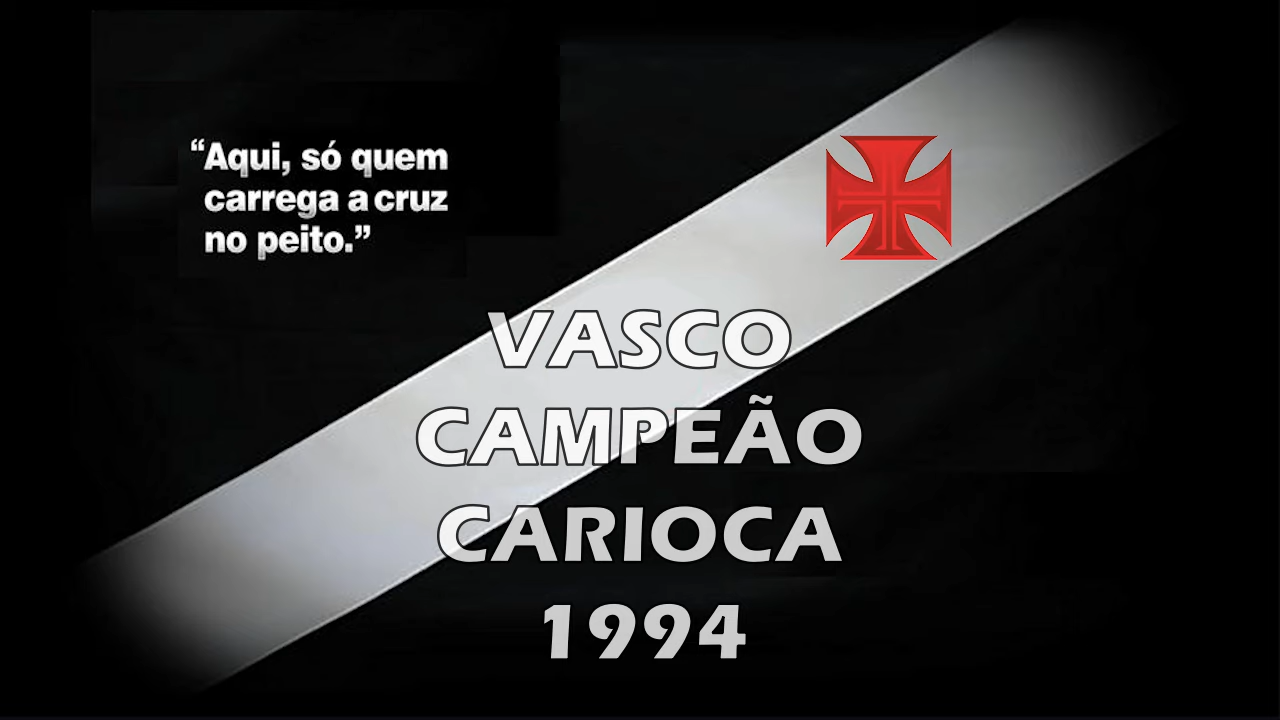 “Aqui, só quem
carrega a cruz
no peito.”
VASCO
CAMPEÃO
CARIOCA
1994